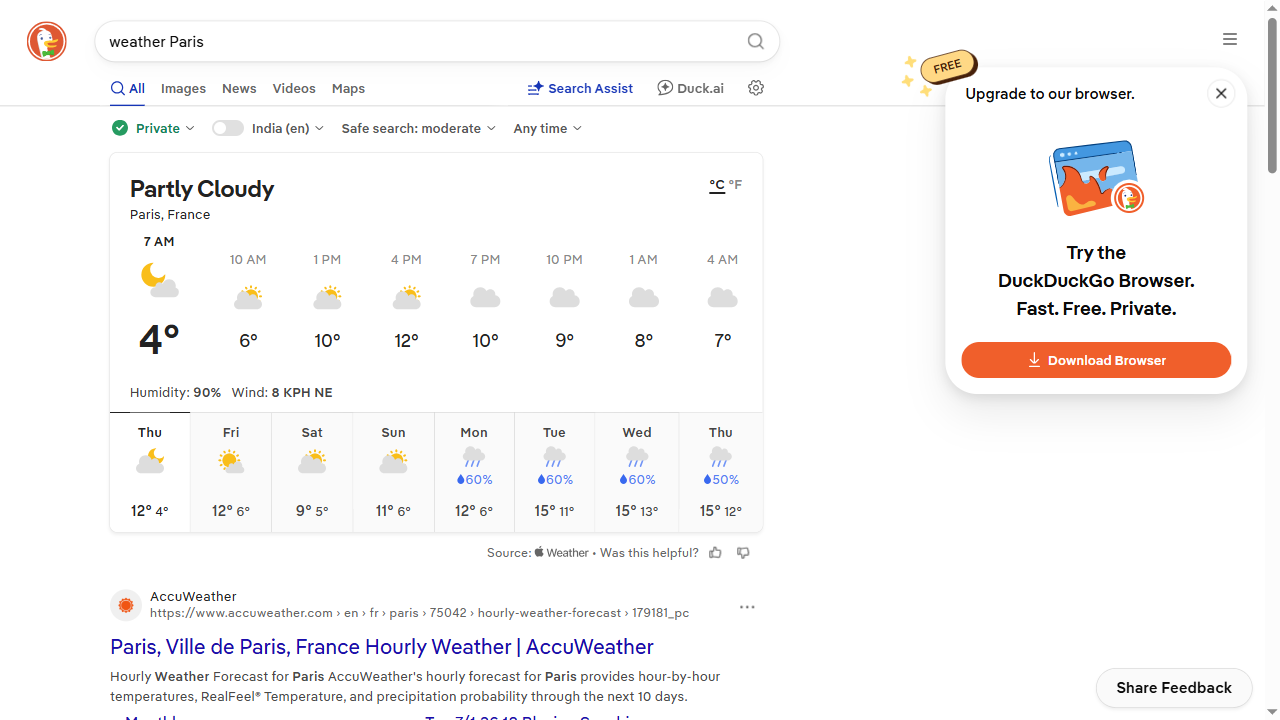 weather Paris
All
Images
News
Videos
Maps
Search Assist
Duck.ai
Private
India (en)
Safe search: moderate
Any time
FREE
Upgrade to our browser.
Try the
DuckDuckGo Browser.
Fast. Free. Private.
Download Browser
Partly Cloudy
°C °F
Paris, France
7 AM
10 AM
1 PM
4 PM
7 PM
10 PM
1 AM
4 AM
4°
6°
10°
12°
10°
9°
8°
7°
Humidity: 90% Wind: 8 KPH NE
Thu
Fri
Sat
Sun
Mon
Tue
Wed
Thu
60%
60%
60%
50%
12° 4°
12° 6°
9° 5°
11° 6°
12° 6°
15° 11°
15° 13°
15° 12°
Source: Weather • Was this helpful?
AccuWeather
https://www.accuweather.com › en › fr › paris › 75042 › hourly-weather-forecast › 179181_pc
Paris, Ville de Paris, France Hourly Weather | AccuWeather
Hourly Weather Forecast for Paris AccuWeather's hourly forecast for Paris provides hour-by-hour
temperatures, RealFeel® Temperature, and precipitation probability through the next 10 days.
Share Feedback